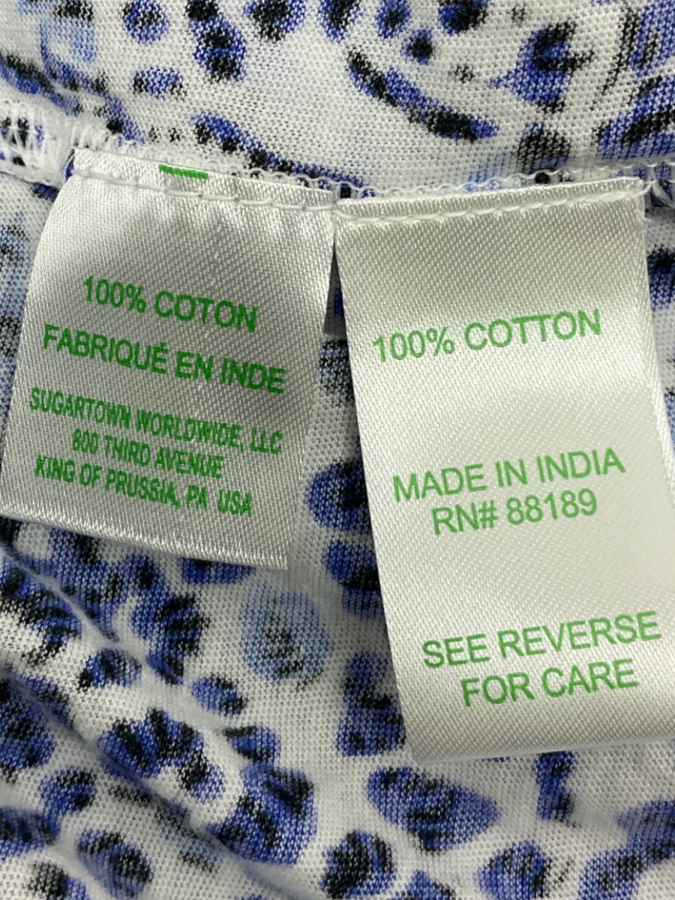 100% COTON
FABRIQUÉ EN INDE
SUGARTOWN WORLDWIDE, LLC
800 THIRD AVENUE
KING OF PRUSSIA, PA USA
100% COTTON
MADE IN INDIA
RN# 88189
SEE REVERSE
FOR CARE